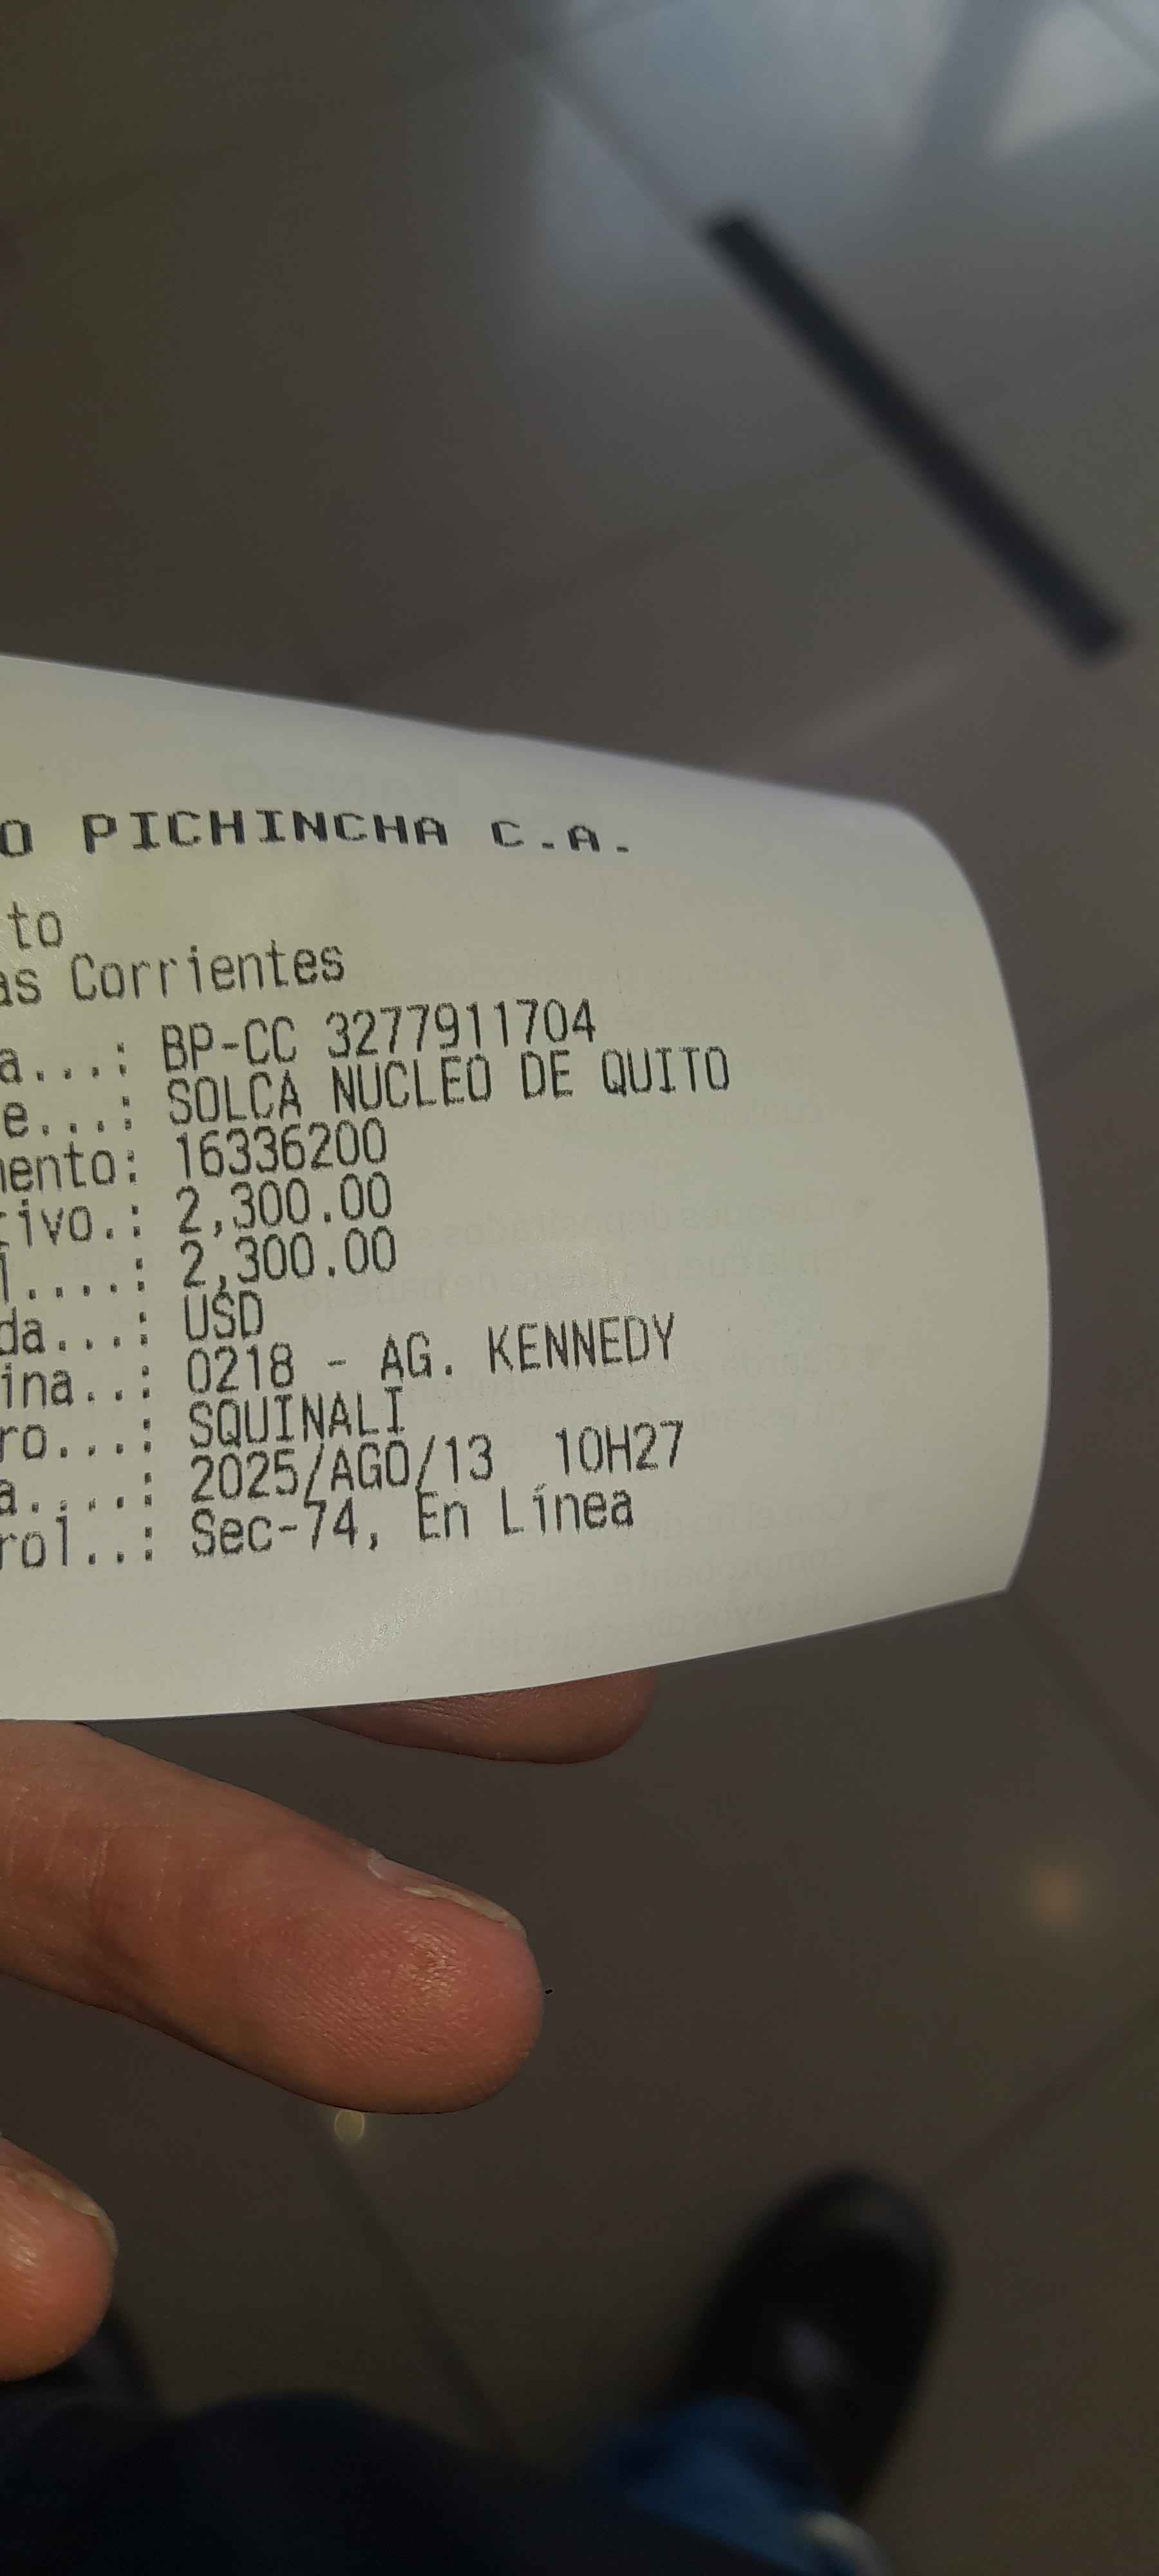 O PICHINCHA C.A.
to
as Corrientes
a...: BP-CC 3277911704
e...: SOLCA NUCLEO DE QUITO
mento: 16336200
tivo.: 2,300.00
l....: 2,300.00
da...: USD
ina..: 0218 - AG. KENNEDY
ro...: SQUINALI
a....: 2025/AGO/13 10H27
rol..: Sec-74, En Línea